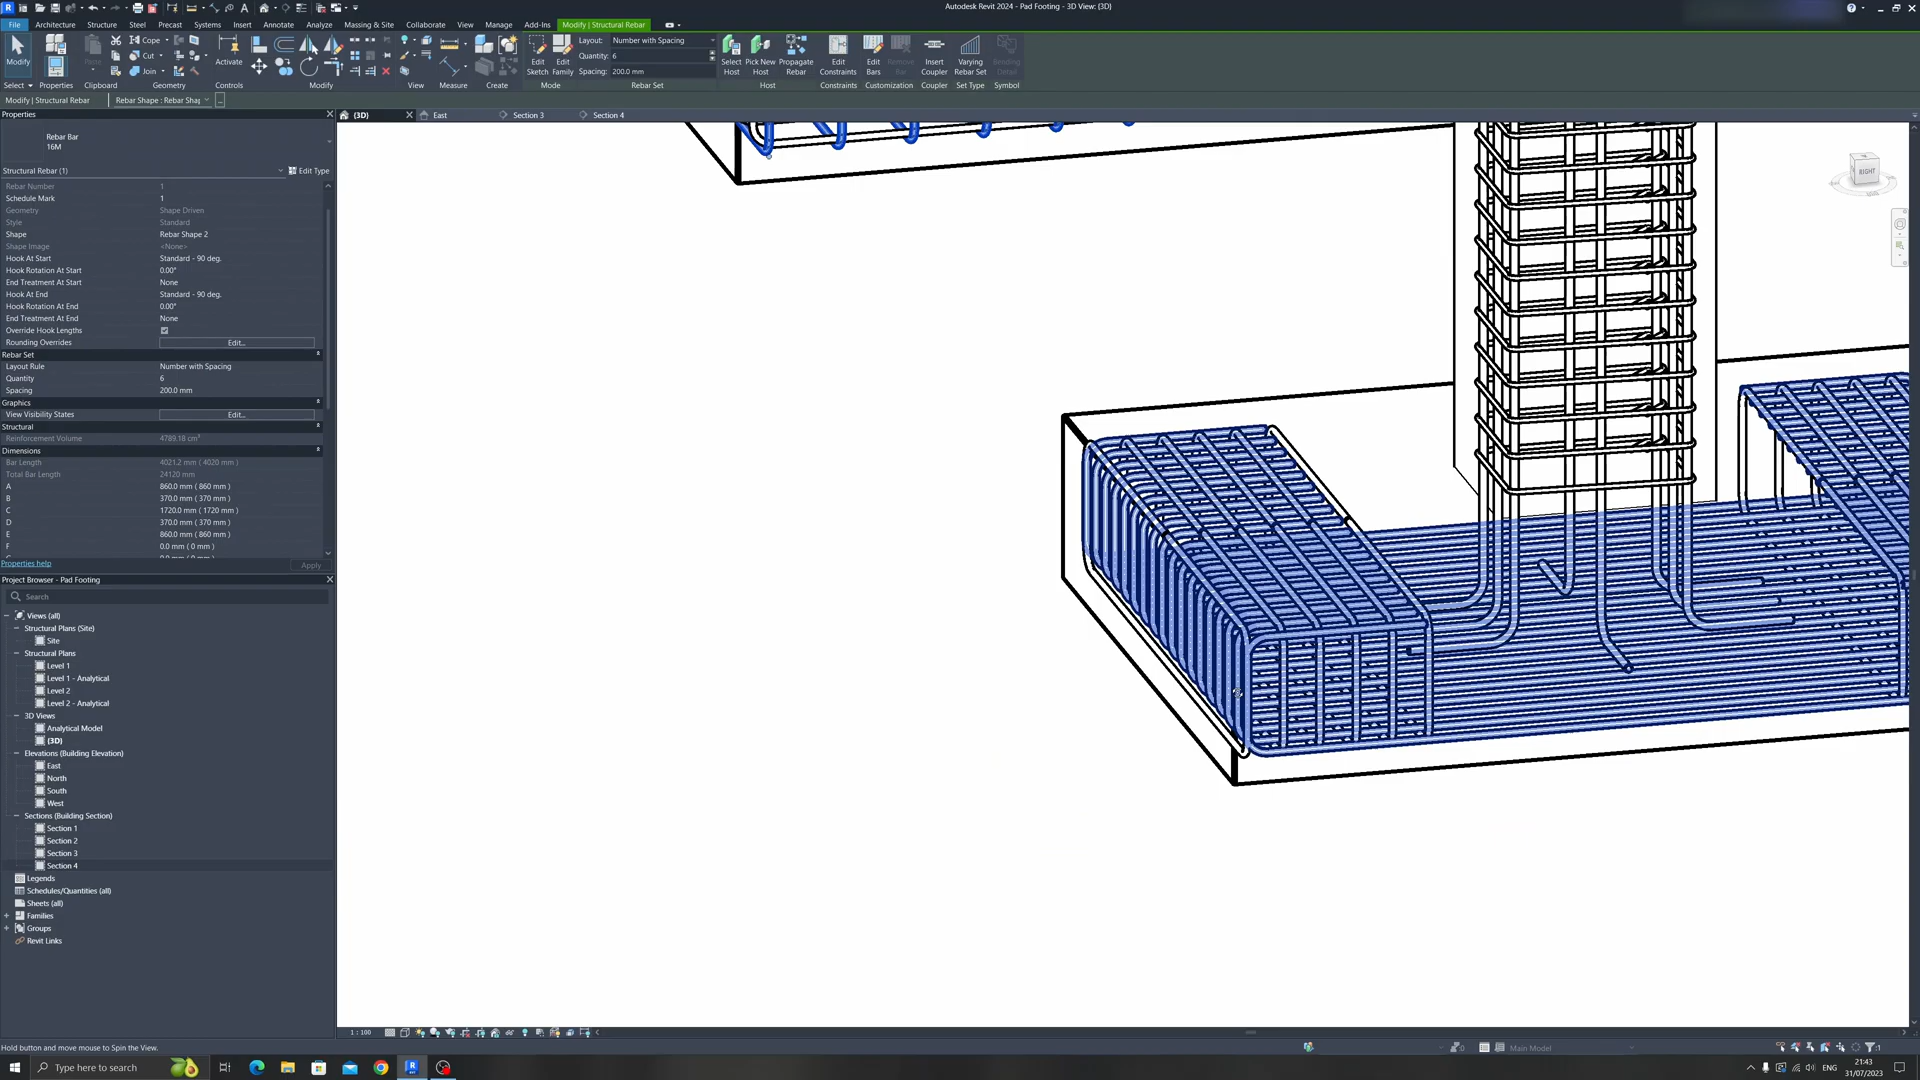 Autodesk Revit 2024 - Pad Footing - 3D View: {3D}
File Architecture Structure Steel Precast Systems Insert Annotate Analyze Massing & Site Collaborate View Manage Add-Ins Modify | Structural Rebar
Modify
Select
Properties
Paste
Clipboard
Cope
Cut
Join
Geometry
Activate
Controls
Modify
View
Measure
Create
Edit Sketch
Edit Family
Mode
Layout: Number with Spacing
Quantity: 6
Spacing: 200.0 mm
Rebar Set
Select Host
Pick New Host
Propagate Rebar
Host
Edit Constraints
Constraints
Edit Bars
Remove Bar
Customization
Insert Coupler
Coupler
Varying Rebar Set
Set Type
Bending Detail
Symbol
Modify | Structural Rebar Rebar Shape : Rebar Shap ...
Properties
Rebar Bar
16M
Structural Rebar (1) Edit Type
Rebar Number 1
Schedule Mark 1
Geometry Shape Driven
Style Standard
Shape Rebar Shape 2
Shape Image <None>
Hook At Start Standard - 90 deg.
Hook Rotation At Start 0.00°
End Treatment At Start None
Hook At End Standard - 90 deg.
Hook Rotation At End 0.00°
End Treatment At End None
Override Hook Lengths
Rounding Overrides Edit...
Rebar Set
Layout Rule Number with Spacing
Quantity 6
Spacing 200.0 mm
Graphics
View Visibility States Edit...
Structural
Reinforcement Volume 4789.18 cm³
Dimensions
Bar Length 4021.2 mm ( 4020 mm )
Total Bar Length 24120 mm
A 860.0 mm ( 860 mm )
B 370.0 mm ( 370 mm )
C 1720.0 mm ( 1720 mm )
D 370.0 mm ( 370 mm )
E 860.0 mm ( 860 mm )
F 0.0 mm ( 0 mm )
Properties help Apply
Project Browser - Pad Footing
Search
Views (all)
Structural Plans (Site)
Site
Structural Plans
Level 1
Level 1 - Analytical
Level 2
Level 2 - Analytical
3D Views
Analytical Model
{3D}
Elevations (Building Elevation)
East
North
South
West
Sections (Building Section)
Section 1
Section 2
Section 3
Section 4
Legends
Schedules/Quantities (all)
Sheets (all)
Families
Groups
Revit Links
{3D} East Section 3 Section 4
RIGHT
1 : 100
Hold button and move mouse to Spin the View.
:0
Main Model
:1
Type here to search
ENG
21:43
31/07/2023